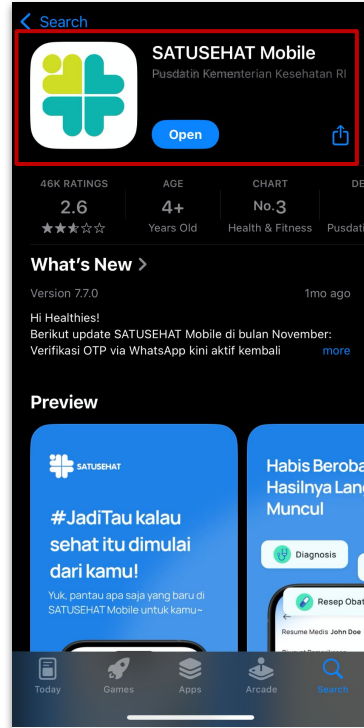 Search
SATUSEHAT Mobile
Pusdatin Kementerian Kesehatan RI
Open
46K RATINGS
2.6
AGE
4+
Years Old
CHART
No.3
Health & Fitness
DE
Pusdati
What's New
Version 7.7.0
1mo ago
Hi Healthies!
Berikut update SATUSEHAT Mobile di bulan November:
Verifikasi OTP via WhatsApp kini aktif kembali
more
Preview
SATUSEHAT
#JadiTau kalau
sehat itu dimulai
dari kamu!
Yuk, pantau apa saja yang baru di
SATUSEHAT Mobile untuk kamu~
Habis Beroba
Hasilnya Lang
Muncul
Diagnosis
Resep Obat
Resume Medis John Doe
Today
Games
Apps
Arcade
Search